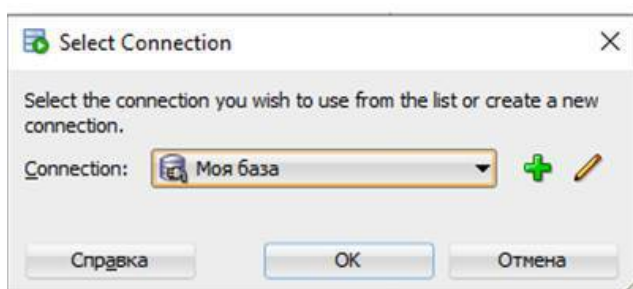 Select Connection
Select the connection you wish to use from the list or create a new
connection.
Connection: Моя база
Справка OK Отмена